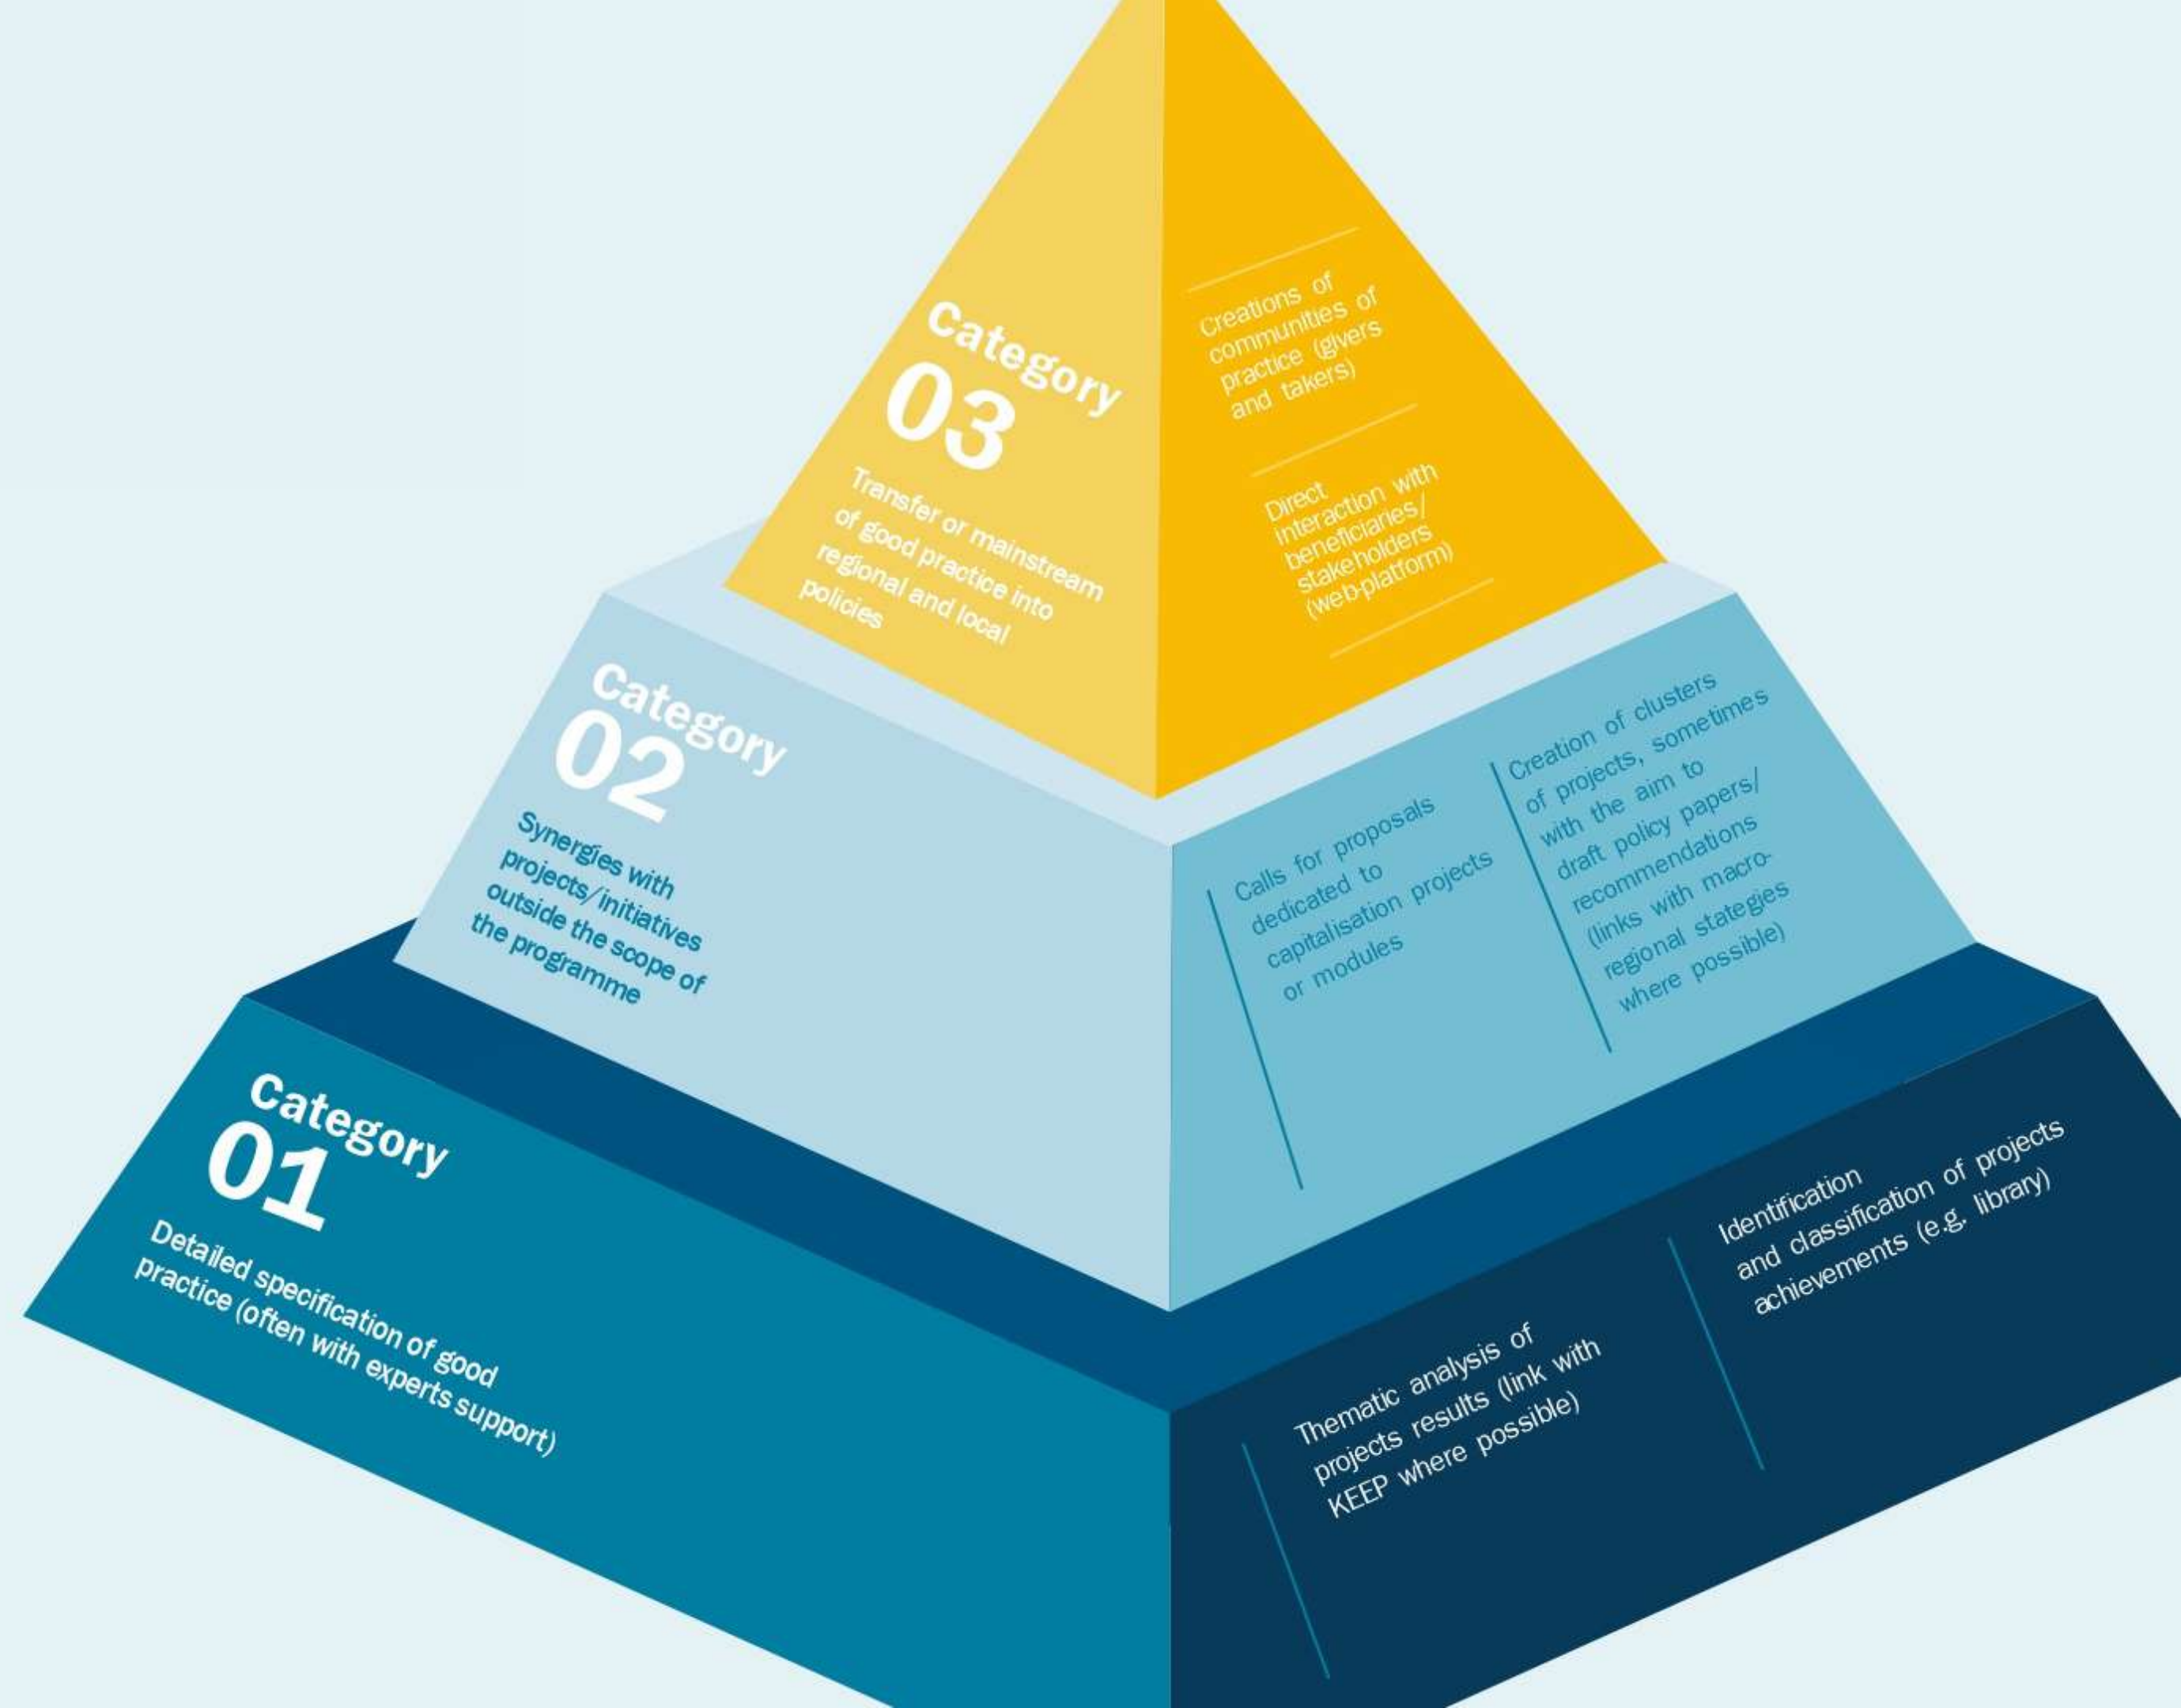 Category
03
Transfer or mainstream
of good practice into
regional and local
policies
Creations of
communities of
practice (givers
and takers)
Direct
interaction with
beneficiaries/
stakeholders
(web-platform)
Category
02
Synergies with
projects/initiatives
outside the scope of
the programme
Calls for proposals
dedicated to
capitalisation projects
or modules
Creation of clusters
of projects, sometimes
with the aim to
draft policy papers/
recommendations
(links with macro-
regional stategies
where possible)
Category
01
Detailed specification of good
practice (often with experts support)
Thematic analysis of
projects results (link with
KEEP where possible)
Identification
and classification of projects
achievements (e.g. library)